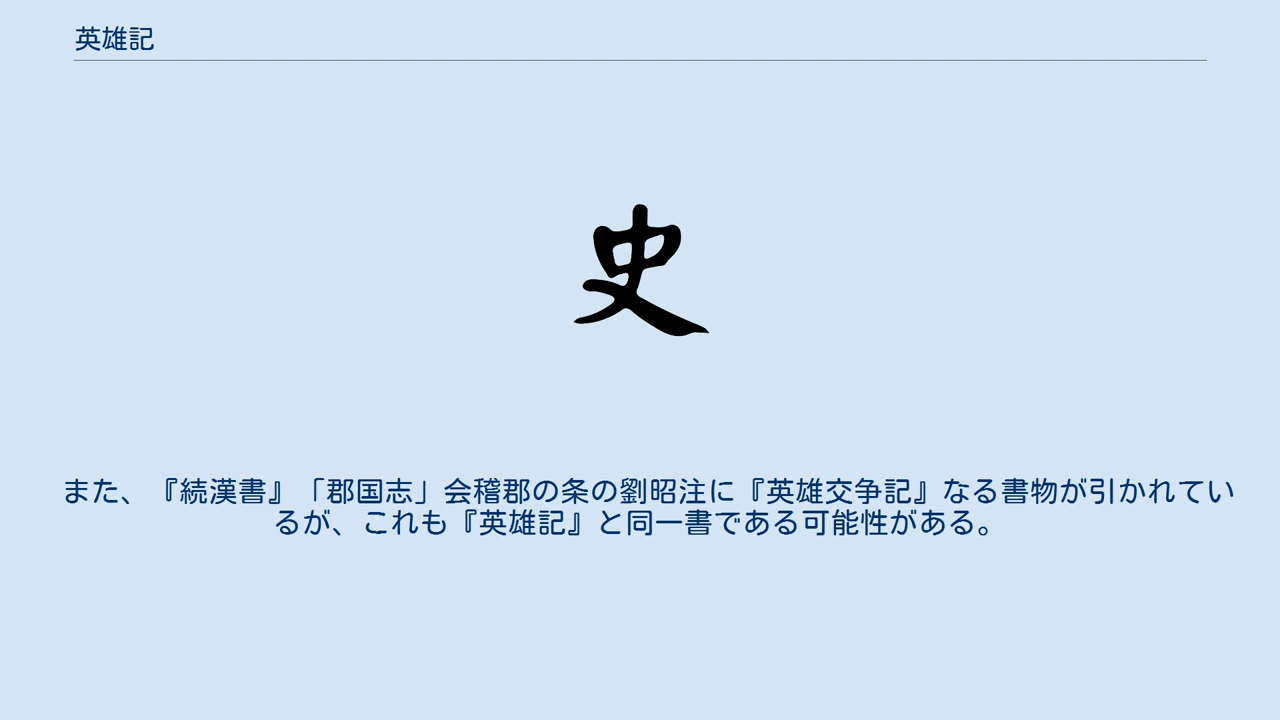 英雄記
史
また、『続漢書』「郡国志」会稽郡の条の劉昭注に『英雄交争記』なる書物が引かれてい
るが、これも『英雄記』と同一書である可能性がある。